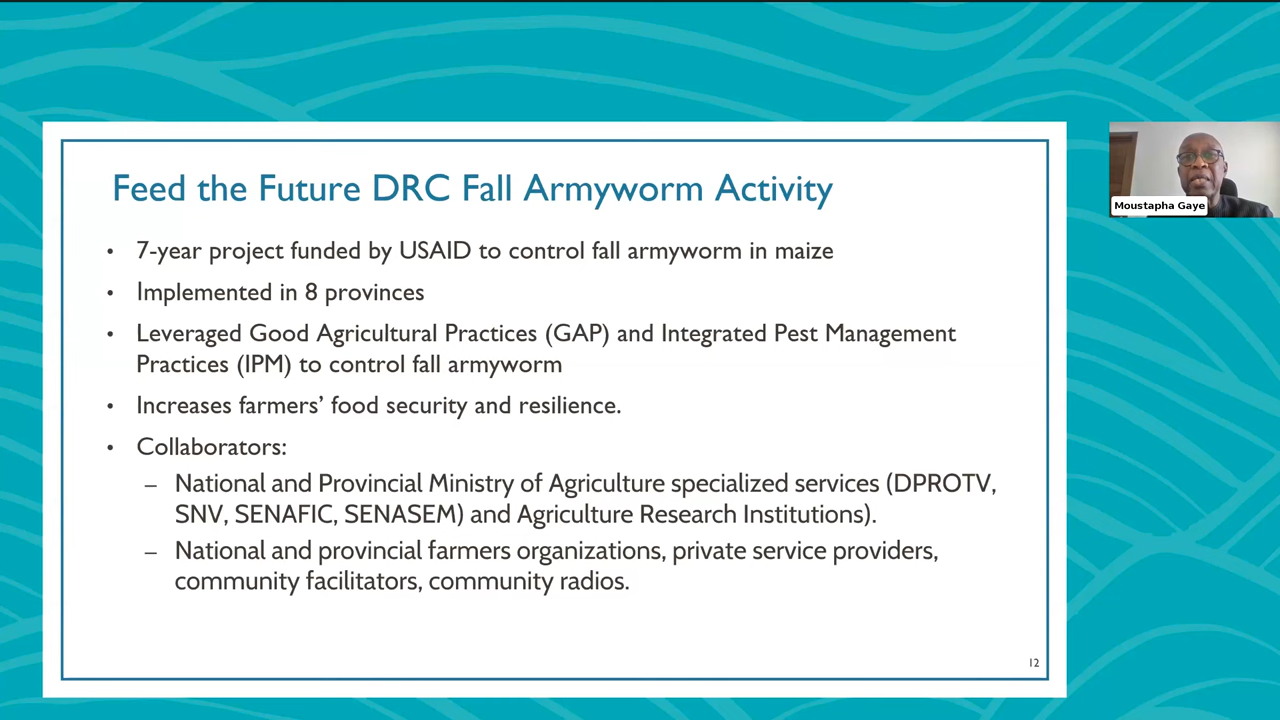 Feed the Future DRC Fall Armyworm Activity
• 7-year project funded by USAID to control fall armyworm in maize
• Implemented in 8 provinces
• Leveraged Good Agricultural Practices (GAP) and Integrated Pest Management
Practices (IPM) to control fall armyworm
• Increases farmers’ food security and resilience.
• Collaborators:
– National and Provincial Ministry of Agriculture specialized services (DPROTV,
SNV, SENAFIC, SENASEM) and Agriculture Research Institutions).
– National and provincial farmers organizations, private service providers,
community facilitators, community radios.
12
Moustapha Gaye